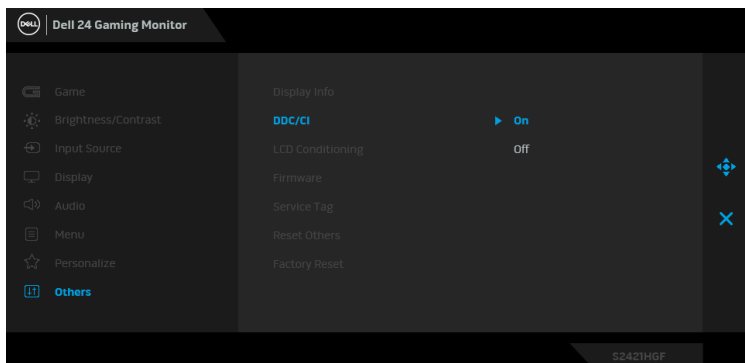 DELL Dell 24 Gaming Monitor
Game
Brightness/Contrast
Input Source
Display
Audio
Menu
Personalize
Others
Display Info
DDC/CI On
LCD Conditioning Off
Firmware
Service Tag
Reset Others
Factory Reset
S2421HGF